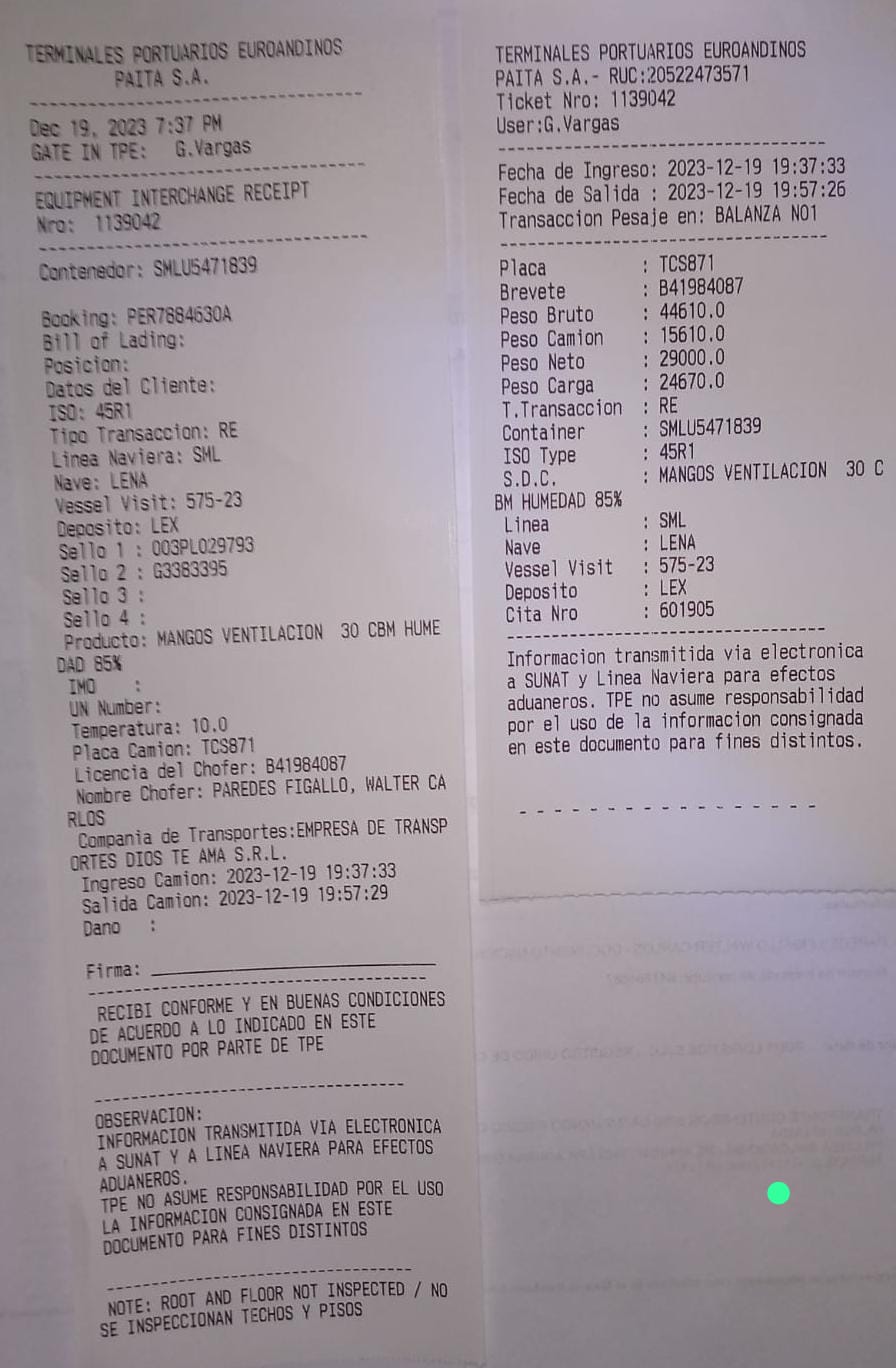 TERMINALES PORTUARIOS EUROANDINOS
PAITA S.A.
Dec 19, 2023 7:37 PM
GATE IN TPE: G.Vargas
EQUIPMENT INTERCHANGE RECEIPT
Nro: 1139042
Contenedor: SMLU5471839
Booking: PER7884630A
Bill of Lading:
Posicion:
Datos del Cliente:
ISO: 45R1
Tipo Transaccion: RE
Linea Naviera: SML
Nave: LENA
Vessel Visit: 575-23
Deposito: LEX
Sello 1 : 003PL029793
Sello 2 : G3383395
Sello 3 :
Sello 4 :
Producto: MANGOS VENTILACION 30 CBM HUME
DAD 85%
IMO :
UN Number:
Temperatura: 10.0
Placa Camion: TCS871
Licencia del Chofer: B41984087
Nombre Chofer: PAREDES FIGALLO, WALTER CA
RLOS
Compania de Transportes:EMPRESA DE TRANSP
ORTES DIOS TE AMA S.R.L.
Ingreso Camion: 2023-12-19 19:37:33
Salida Camion: 2023-12-19 19:57:29
Dano :
Firma:
RECIBI CONFORME Y EN BUENAS CONDICIONES
DE ACUERDO A LO INDICADO EN ESTE
DOCUMENTO POR PARTE DE TPE
OBSERVACION:
INFORMACION TRANSMITIDA VIA ELECTRONICA
A SUNAT Y A LINEA NAVIERA PARA EFECTOS
ADUANEROS.
TPE NO ASUME RESPONSABILIDAD POR EL USO
LA INFORMACION CONSIGNADA EN ESTE
DOCUMENTO PARA FINES DISTINTOS
NOTE: ROOT AND FLOOR NOT INSPECTED / NO
SE INSPECCIONAN TECHOS Y PISOS
TERMINALES PORTUARIOS EUROANDINOS
PAITA S.A.- RUC:20522473571
Ticket Nro: 1139042
User:G.Vargas
Fecha de Ingreso: 2023-12-19 19:37:33
Fecha de Salida : 2023-12-19 19:57:26
Transaccion Pesaje en: BALANZA NO1
Placa : TCS871
Brevete : B41984087
Peso Bruto : 44610.0
Peso Camion : 15610.0
Peso Neto : 29000.0
Peso Carga : 24670.0
T.Transaccion : RE
Container : SMLU5471839
ISO Type : 45R1
S.D.C. : MANGOS VENTILACION 30 C
BM HUMEDAD 85%
Linea : SML
Nave : LENA
Vessel Visit : 575-23
Deposito : LEX
Cita Nro : 601905
Informacion transmitida via electronica
a SUNAT y Linea Naviera para efectos
aduaneros. TPE no asume responsabilidad
por el uso de la informacion consignada
en este documento para fines distintos.